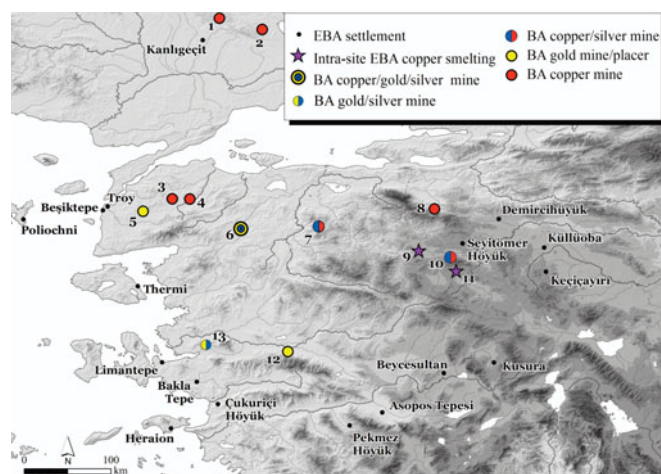 1
2
Kanlıgeçit
EBA settlement
Intra-site EBA copper smelting
BA copper/gold/silver mine
BA gold/silver mine
BA copper/silver mine
BA gold mine/placer
BA copper mine
3
4
5
6
7
8
Troy
Beşiktepe
Poliochni
Demircihüyük
Seyitömer
Höyük
Küllüoba
9
10
11
Keçiçayırı
Thermi
13
12
Limantepe
Bakla
Tepe
Beycesultan
Kusura
Çukuriçi
Höyük
Asopos Tepesi
Heraion
Pekmez
Höyük
N
0
100
km